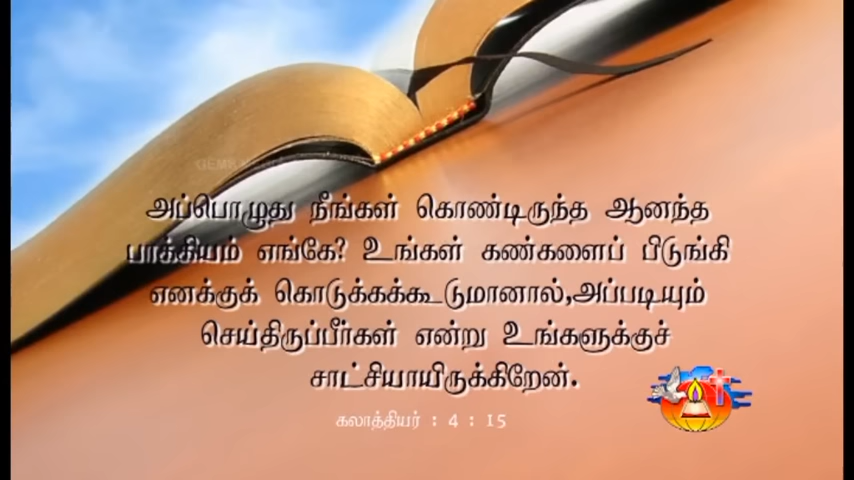 அப்பொழுது நீங்கள் கொண்டிருந்த ஆனந்த
பாக்கியம் எங்கே? உங்கள் கண்களைப் பிடுங்கி
எனக்குக் கொடுக்கக்கூடுமானால்,அப்படியும்
செய்திருப்பீர்கள் என்று உங்களுக்குச்
சாட்சியாயிருக்கிறேன்.
கலாத்தியர் : 4 : 15